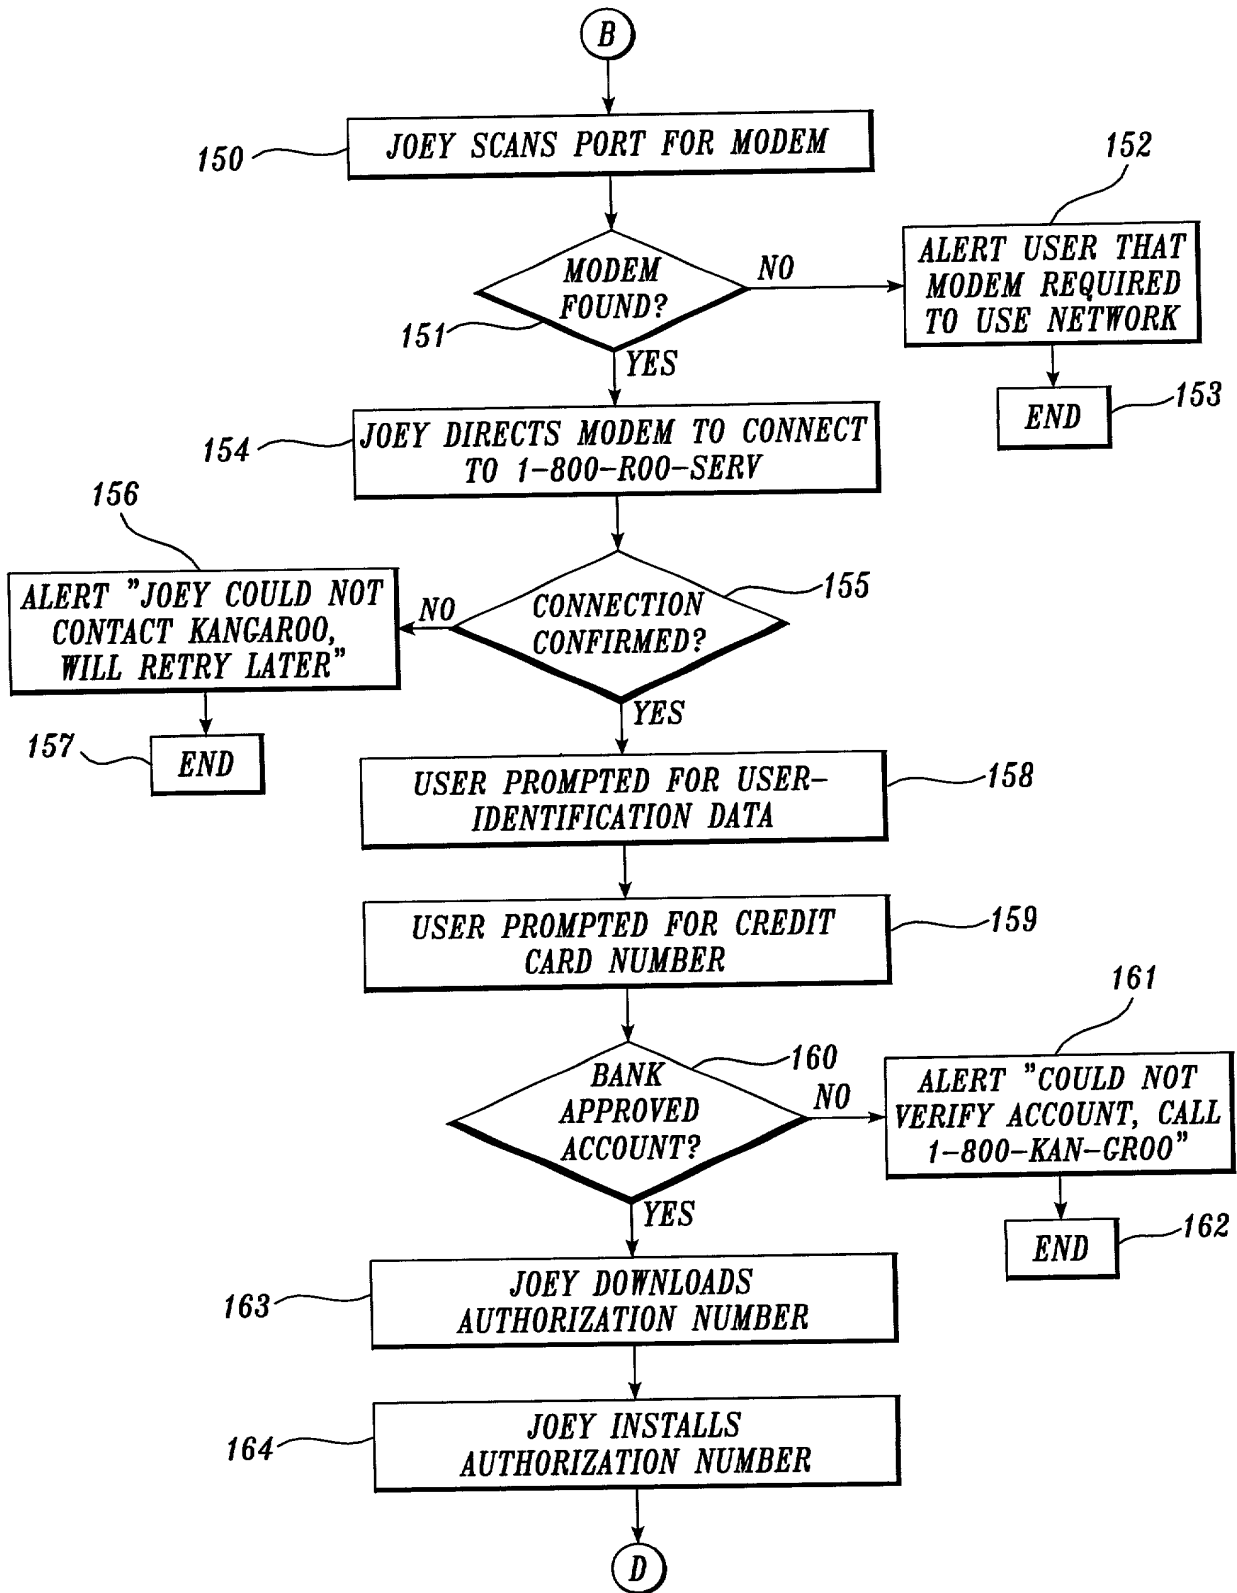 B
150
JOEY SCANS PORT FOR MODEM
152
ALERT USER THAT
MODEM REQUIRED
TO USE NETWORK
MODEM
FOUND?
NO
151
YES
END
153
154
JOEY DIRECTS MODEM TO CONNECT
TO 1-800-ROO-SERV
156
ALERT "JOEY COULD NOT
CONTACT KANGAROO,
WILL RETRY LATER"
NO
CONNECTION
CONFIRMED?
155
YES
157
END
USER PROMPTED FOR USER-
IDENTIFICATION DATA
158
USER PROMPTED FOR CREDIT
CARD NUMBER
159
161
BANK
APPROVED
ACCOUNT?
160
NO
ALERT "COULD NOT
VERIFY ACCOUNT, CALL
1-800-KAN-GROO"
YES
END
162
163
JOEY DOWNLOADS
AUTHORIZATION NUMBER
164
JOEY INSTALLS
AUTHORIZATION NUMBER
D